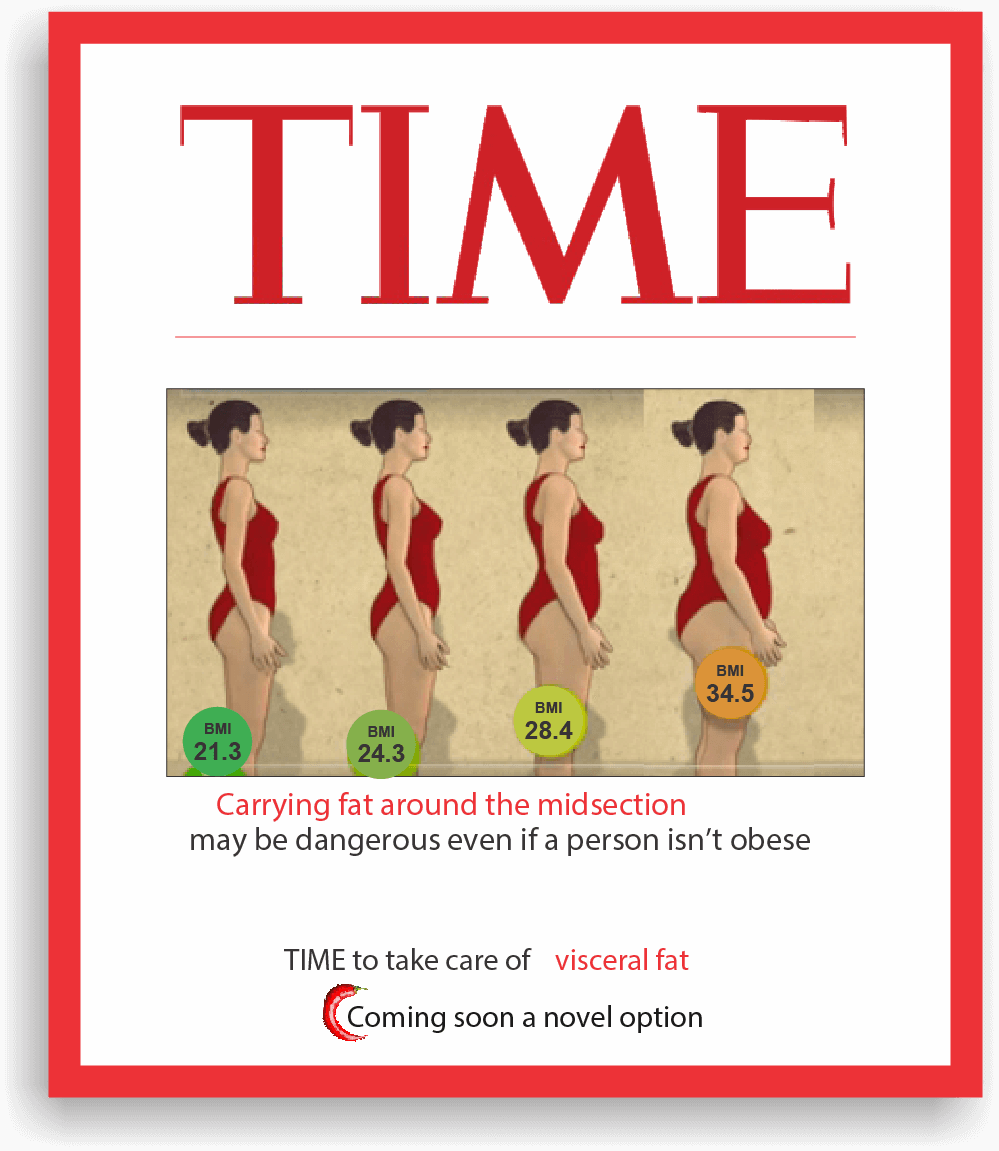 TIME
BMI
21.3
BMI
24.3
BMI
28.4
BMI
34.5
Carrying fat around the midsection
may be dangerous even if a person isn’t obese
TIME to take care of visceral fat
Coming soon a novel option